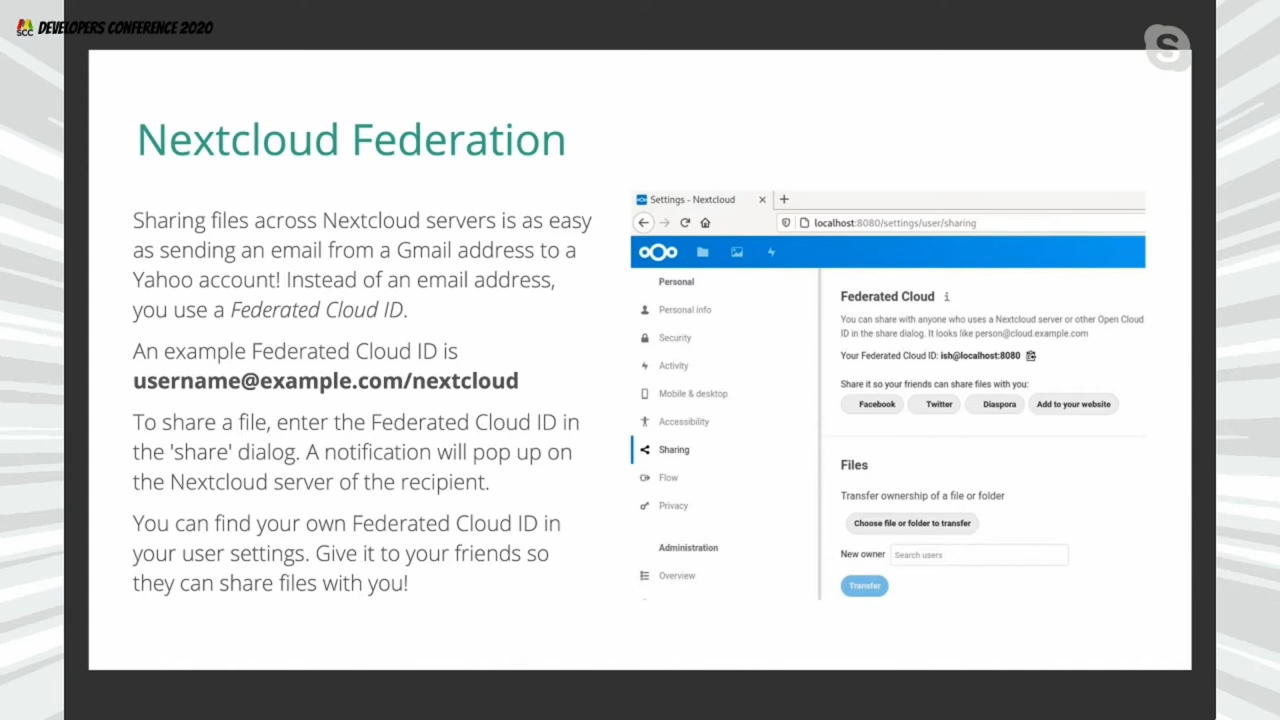 SCC DEVELOPERS CONFERENCE 2020
Nextcloud Federation
Sharing files across Nextcloud servers is as easy
as sending an email from a Gmail address to a
Yahoo account! Instead of an email address,
you use a Federated Cloud ID.
An example Federated Cloud ID is
username@example.com/nextcloud
To share a file, enter the Federated Cloud ID in
the 'share' dialog. A notification will pop up on
the Nextcloud server of the recipient.
You can find your own Federated Cloud ID in
your user settings. Give it to your friends so
they can share files with you!
Settings - Nextcloud
localhost:8080/settings/user/sharing
Personal
Personal info
Security
Activity
Mobile & desktop
Accessibility
Sharing
Flow
Privacy
Administration
Overview
Federated Cloud
You can share with anyone who uses a Nextcloud server or other Open Cloud
ID in the share dialog. It looks like person@cloud.example.com
Your Federated Cloud ID: ish@localhost:8080
Share it so your friends can share files with you:
Facebook Twitter Diaspora Add to your website
Files
Transfer ownership of a file or folder
Choose file or folder to transfer
New owner Search users
Transfer